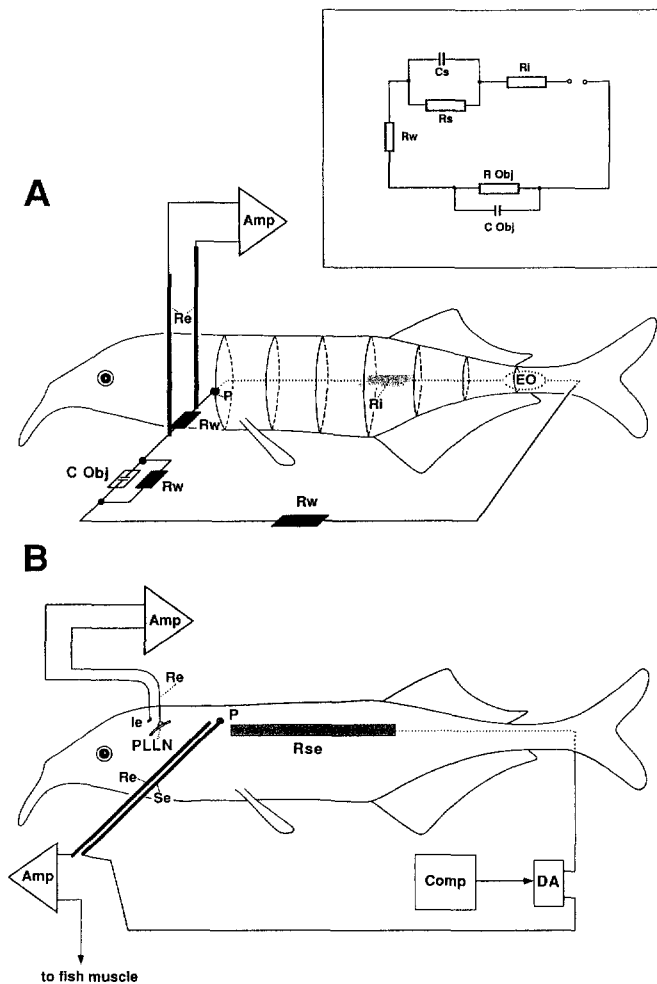 Cs
Ri
Rs
Rw
R Obj
C Obj
A
Amp
Re
P
Ri
EO
Rw
C Obj
Rw
Rw
B
Amp
Re
Ie
P
PLLN
Rse
Re
Se
Amp
Comp
DA
to fish muscle